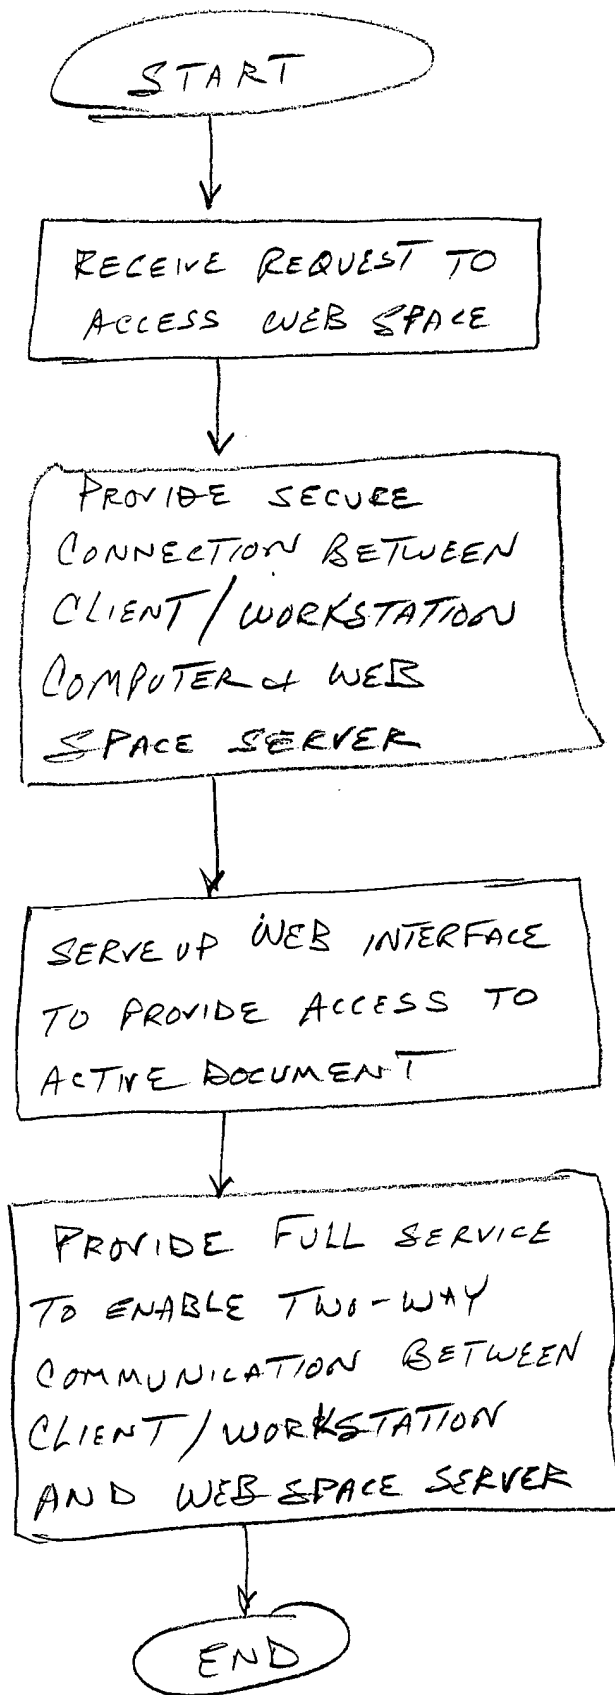 START
RECEIVE REQUEST TO
ACCESS WEB SPACE
PROVIDE SECURE
CONNECTION BETWEEN
CLIENT/WORKSTATION
COMPUTER & WEB
SPACE SERVER
SERVE UP WEB INTERFACE
TO PROVIDE ACCESS TO
ACTIVE DOCUMENT
PROVIDE FULL SERVICE
TO ENABLE TWO-WAY
COMMUNICATION BETWEEN
CLIENT/WORKSTATION
AND WEB SPACE SERVER
END